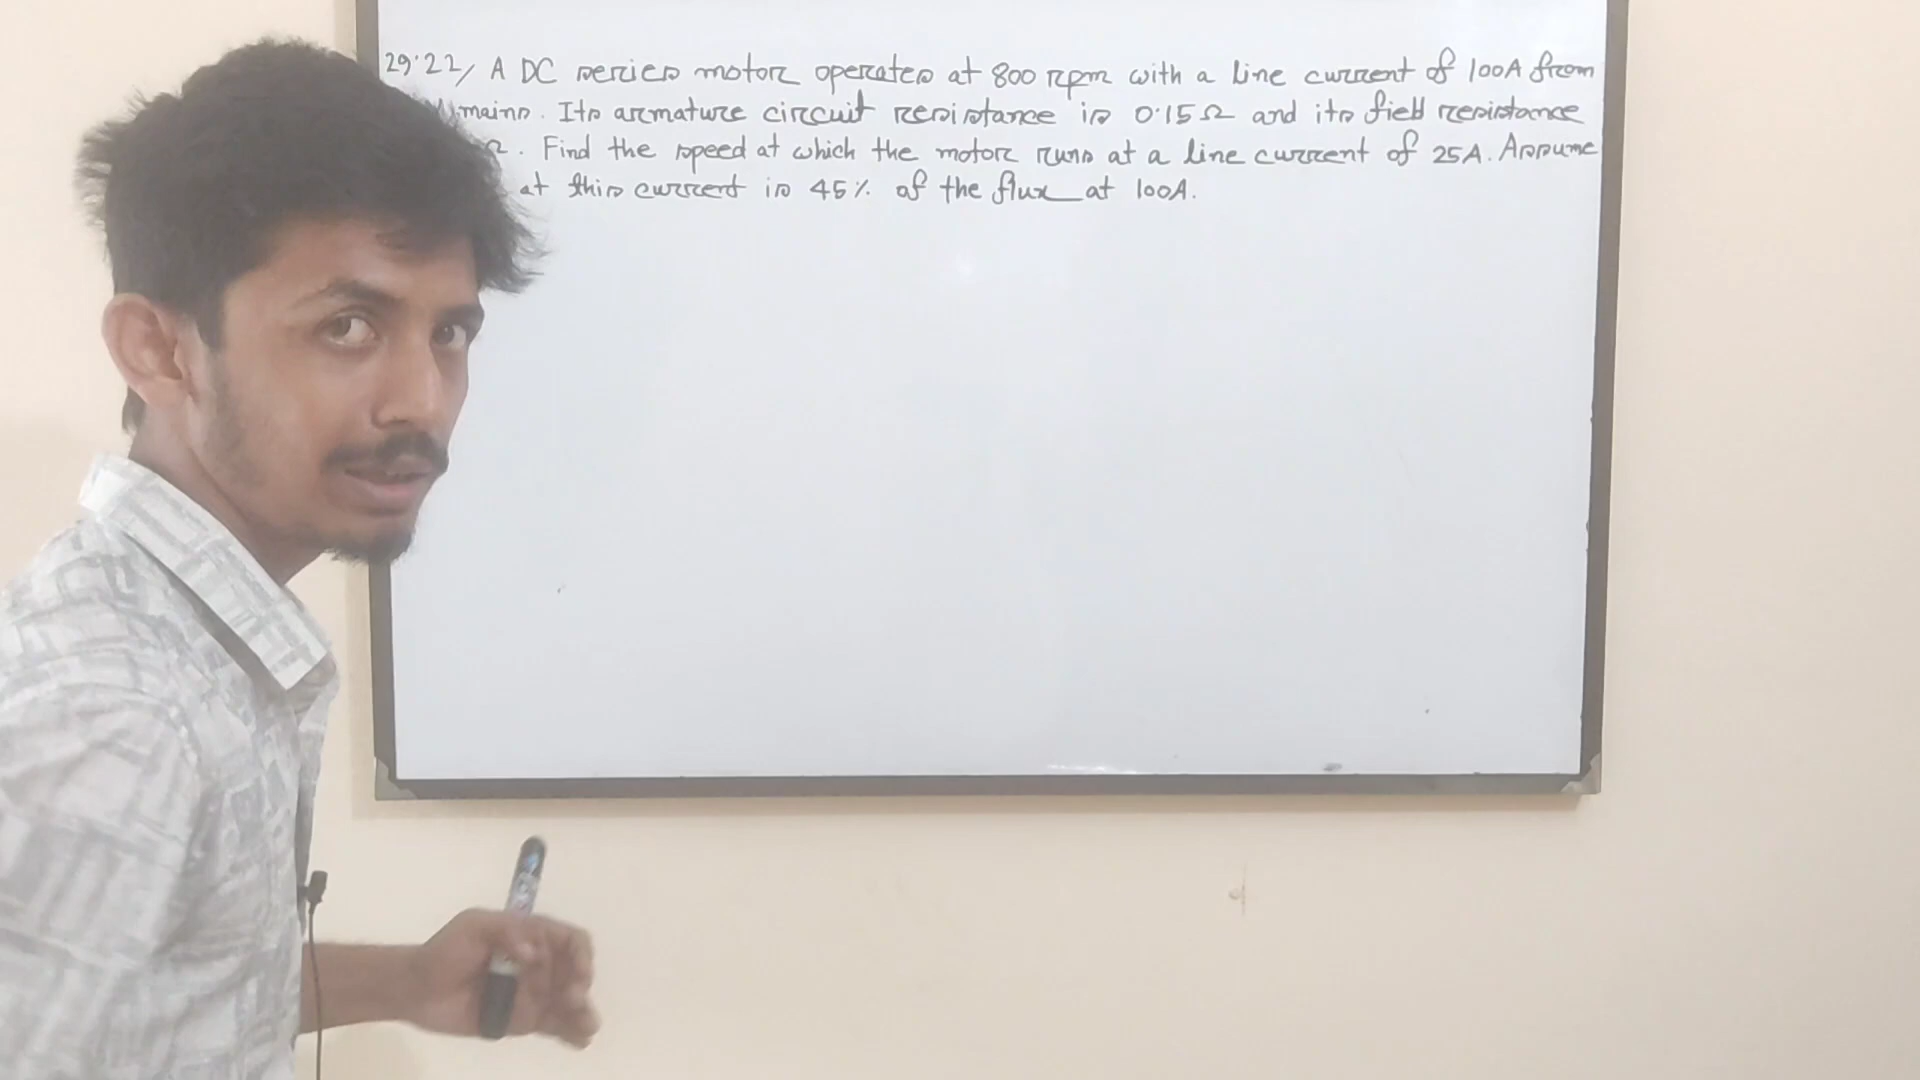 29.22/ A DC series motor operates at 800 rpm with a line current of 100A from
mains. Its armature circuit resistance is 0.15Ω and its field resistance
Ω. Find the speed at which the motor runs at a line current of 25A. Assume
at this current is 45% of the flux at 100A.